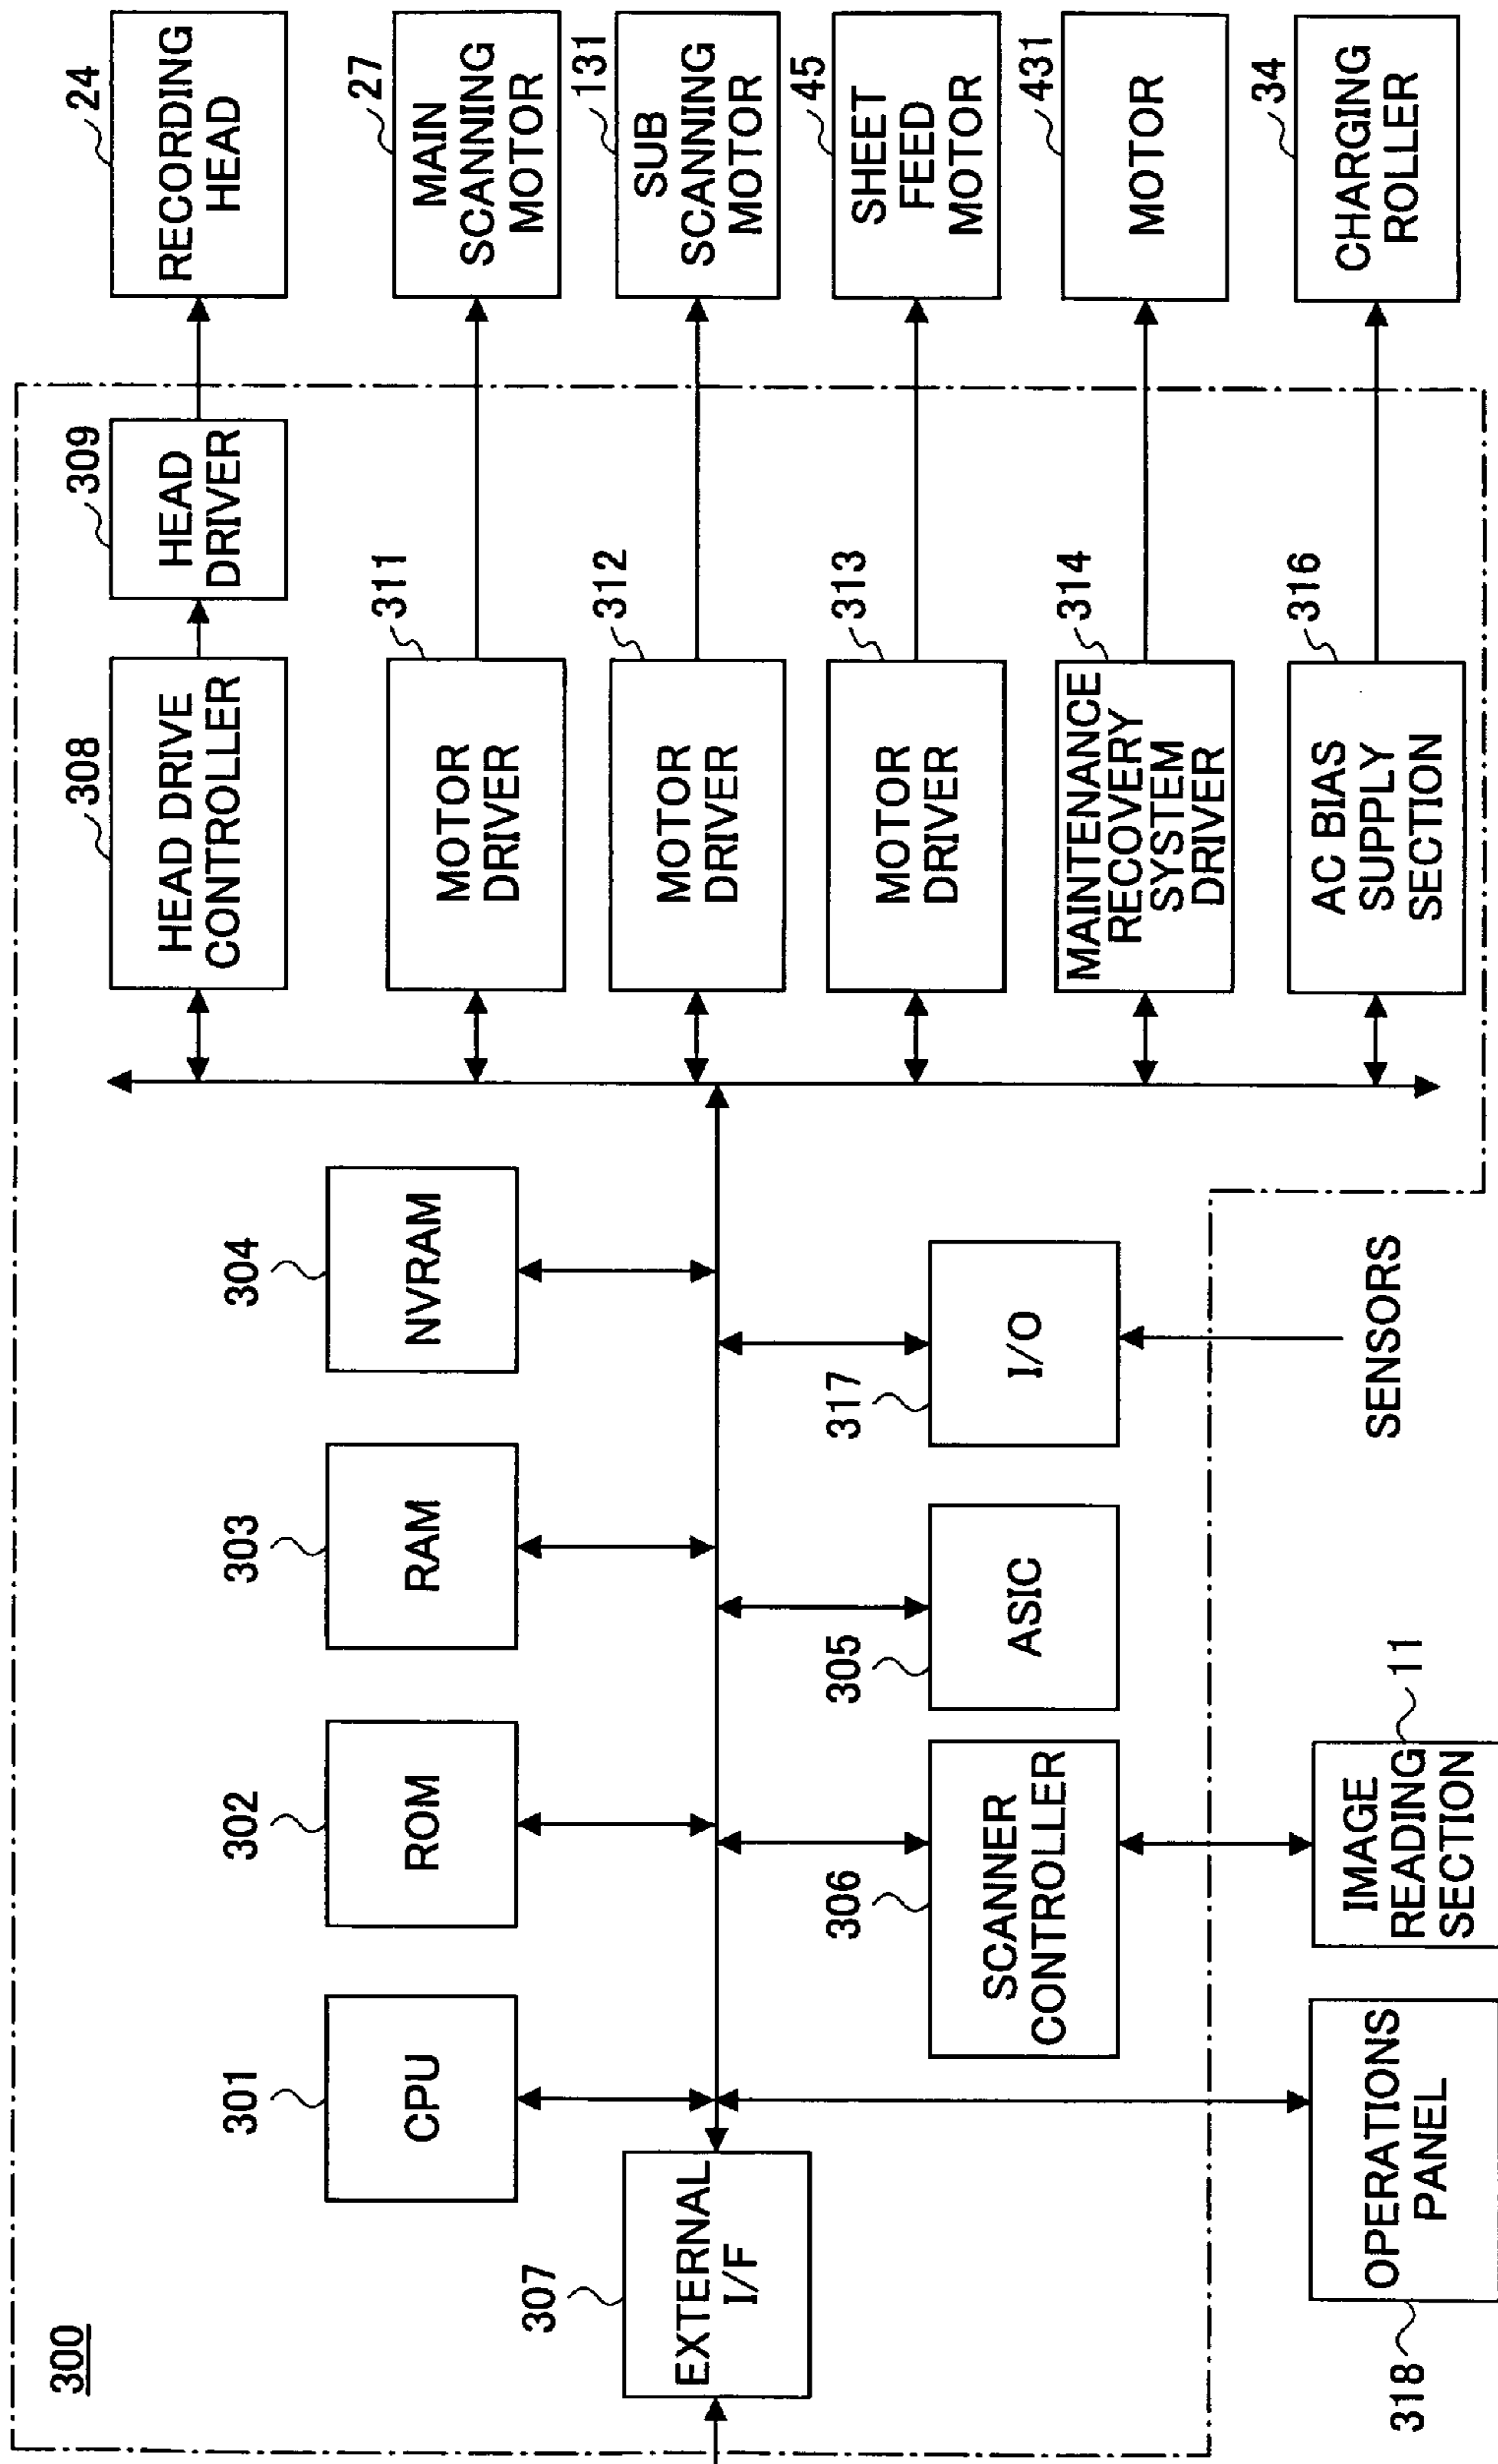 300
307
EXTERNAL
I/F
301
CPU
302
ROM
303
RAM
304
NVRAM
306
SCANNER
CONTROLLER
305
ASIC
317
I/O
318
OPERATIONS
PANEL
IMAGE
READING
SECTION
11
SENSORS
308
HEAD DRIVE
CONTROLLER
309
HEAD
DRIVER
24
RECORDING
HEAD
311
MOTOR
DRIVER
27
MAIN
SCANNING
MOTOR
312
MOTOR
DRIVER
131
SUB
SCANNING
MOTOR
313
MOTOR
DRIVER
45
SHEET
FEED
MOTOR
314
MAINTENANCE
RECOVERY
SYSTEM
DRIVER
431
MOTOR
316
AC BIAS
SUPPLY
SECTION
34
CHARGING
ROLLER